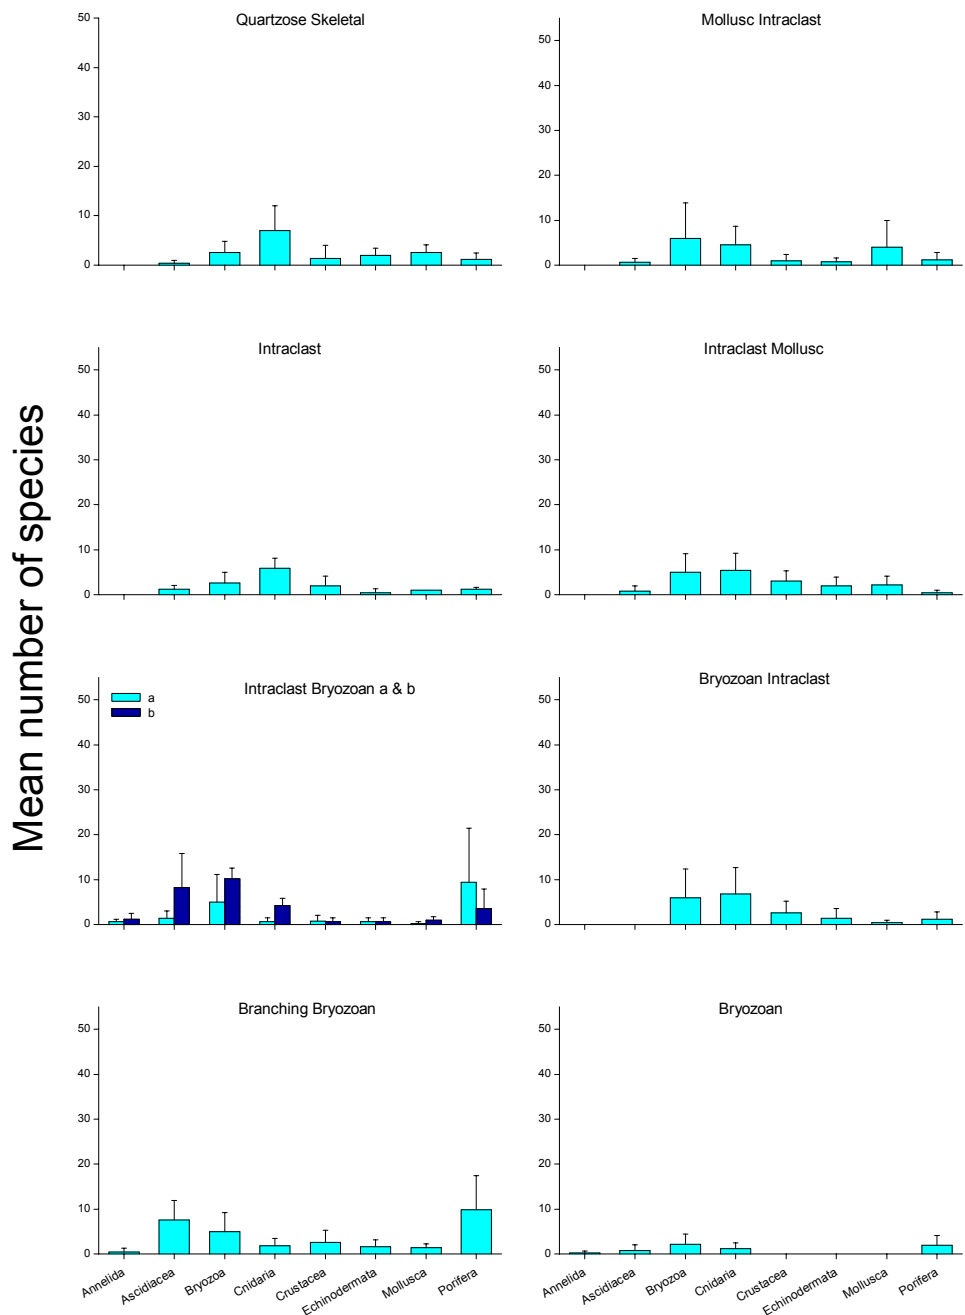 Mean number of species
Quartzose Skeletal
50
40
30
20
10
0
Mollusc Intraclast
50
40
30
20
10
0
Intraclast
50
40
30
20
10
0
Intraclast Mollusc
50
40
30
20
10
0
Intraclast Bryozoan a & b
a
b
50
40
30
20
10
0
Bryozoan Intraclast
50
40
30
20
10
0
Branching Bryozoan
50
40
30
20
10
0
Annelida
Ascidiacea
Bryozoa
Cnidaria
Crustacea
Echinodermata
Mollusca
Porifera
Bryozoan
50
40
30
20
10
0
Annelida
Ascidiacea
Bryozoa
Cnidaria
Crustacea
Echinodermata
Mollusca
Porifera